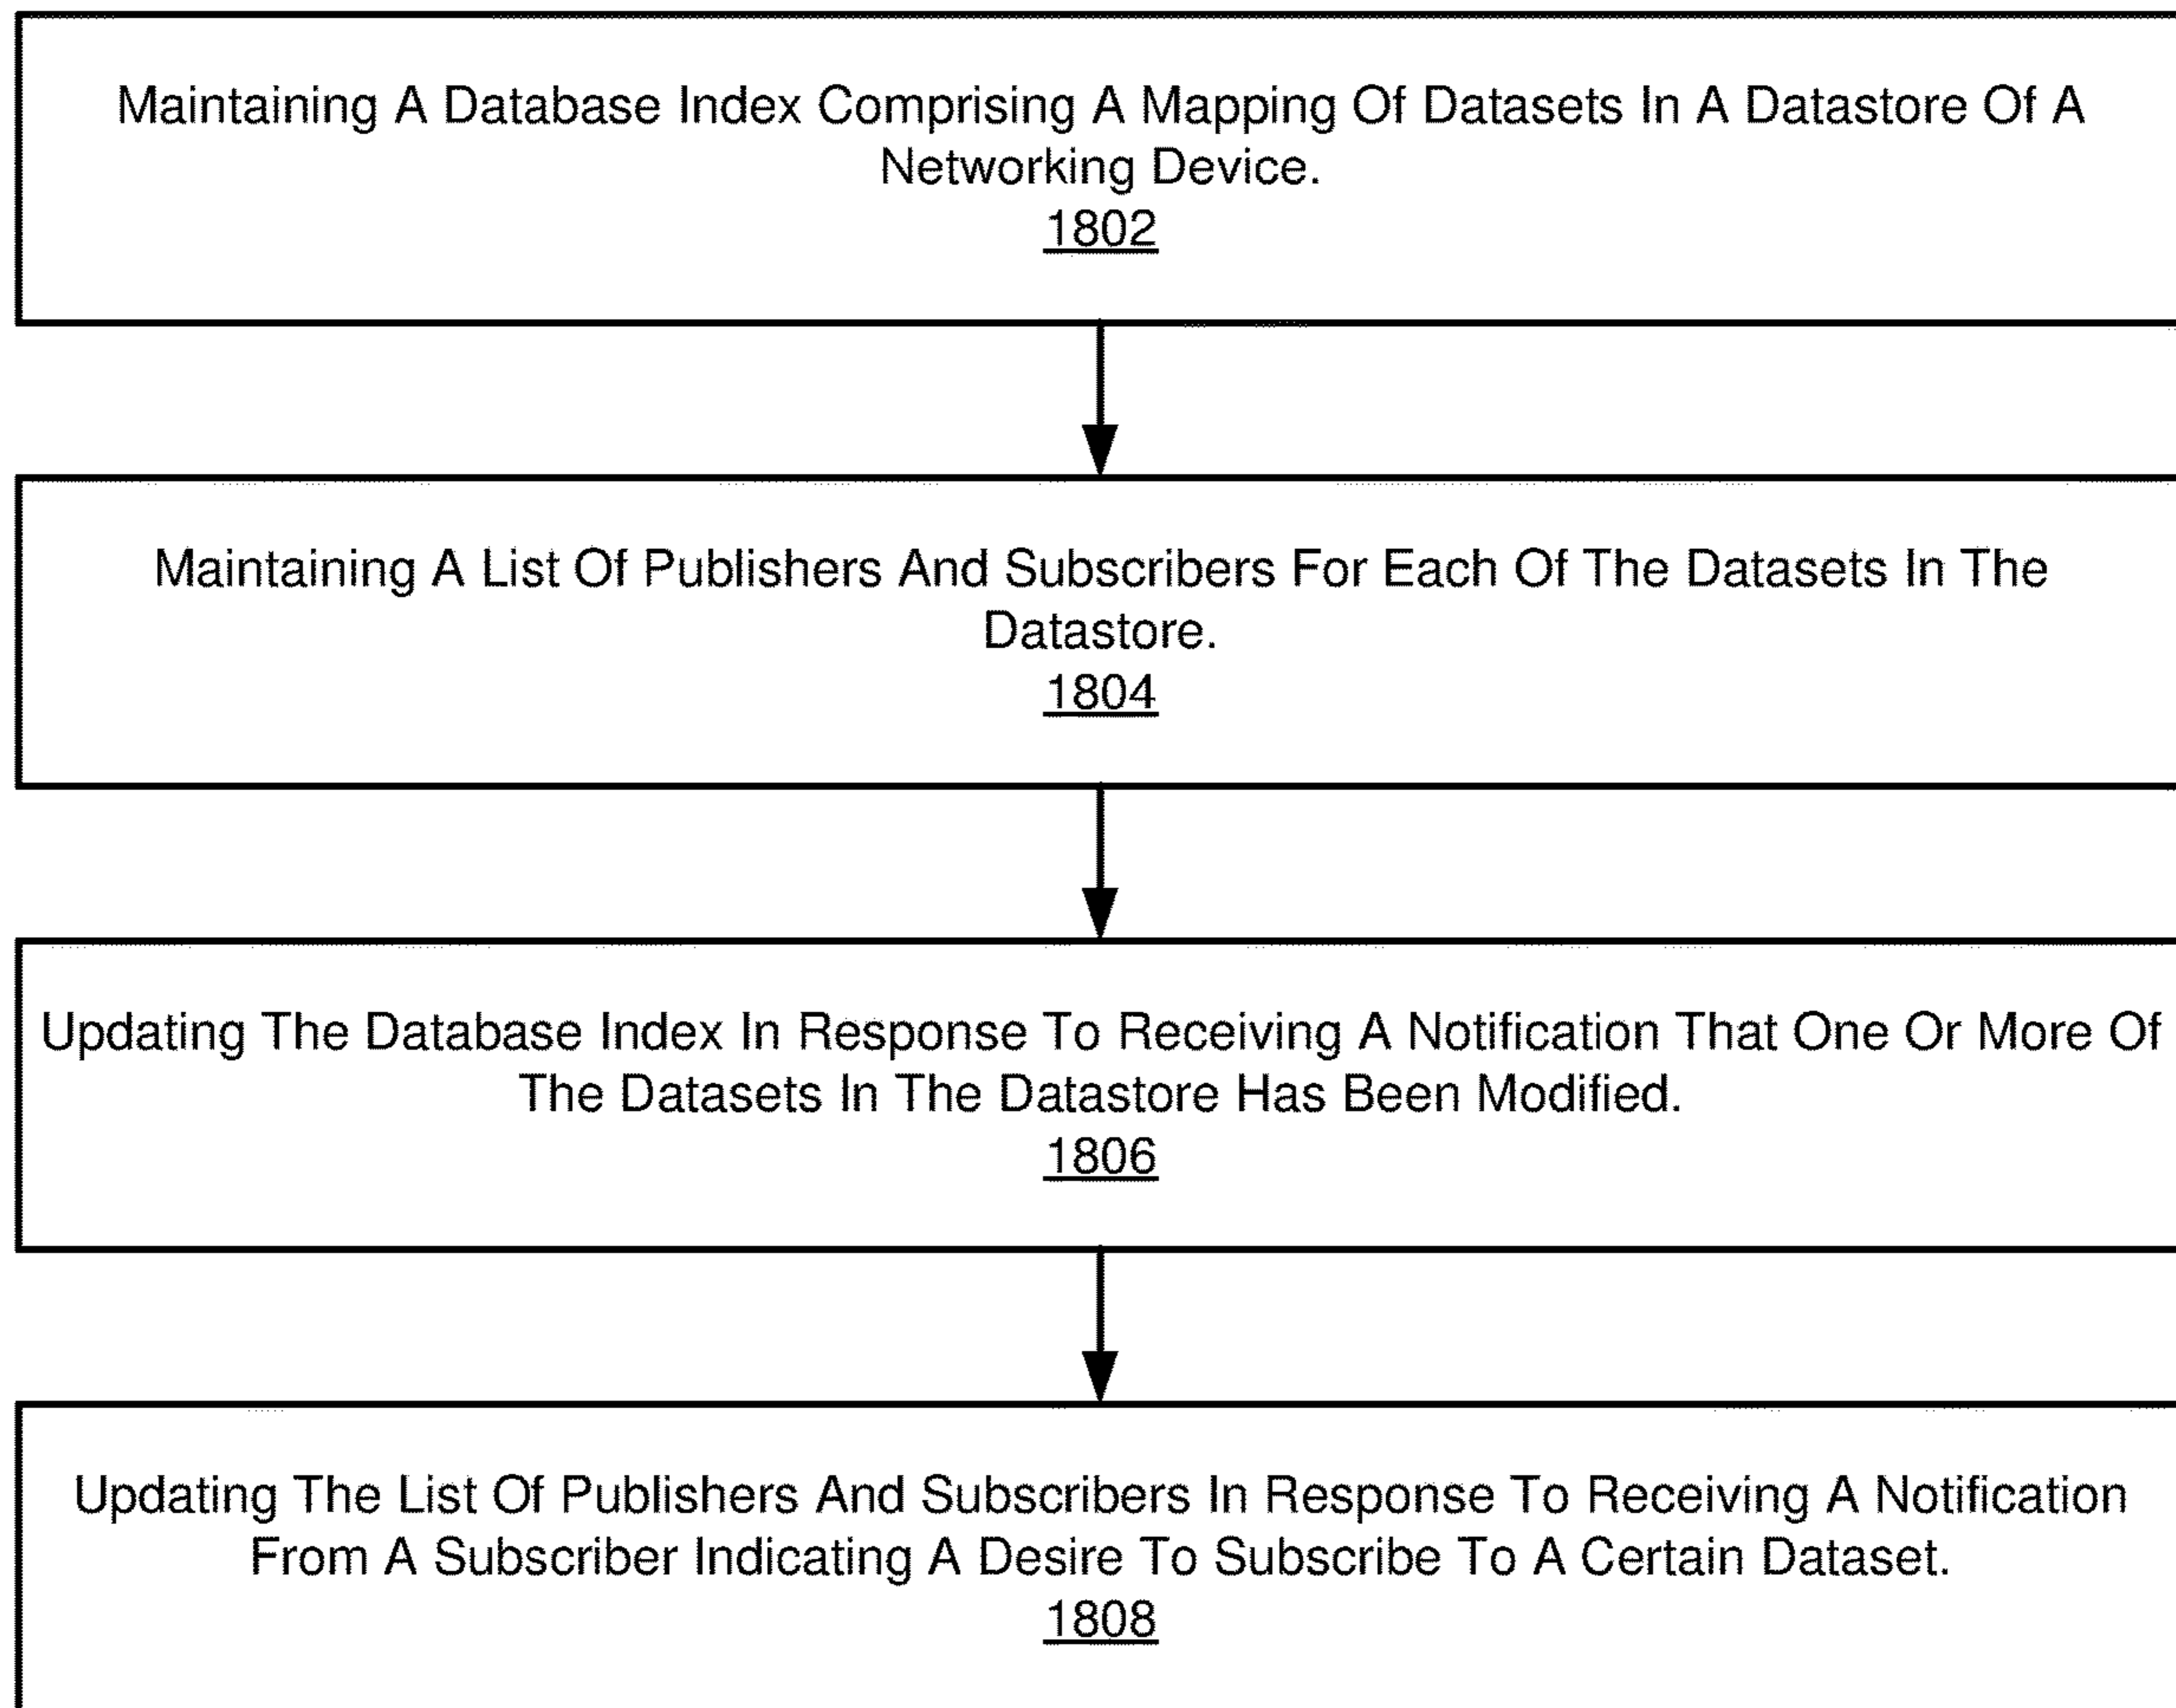 Maintaining A Database Index Comprising A Mapping Of Datasets In A Datastore Of A
Networking Device.
1802
Maintaining A List Of Publishers And Subscribers For Each Of The Datasets In The
Datastore.
1804
Updating The Database Index In Response To Receiving A Notification That One Or More Of
The Datasets In The Datastore Has Been Modified.
1806
Updating The List Of Publishers And Subscribers In Response To Receiving A Notification
From A Subscriber Indicating A Desire To Subscribe To A Certain Dataset.
1808